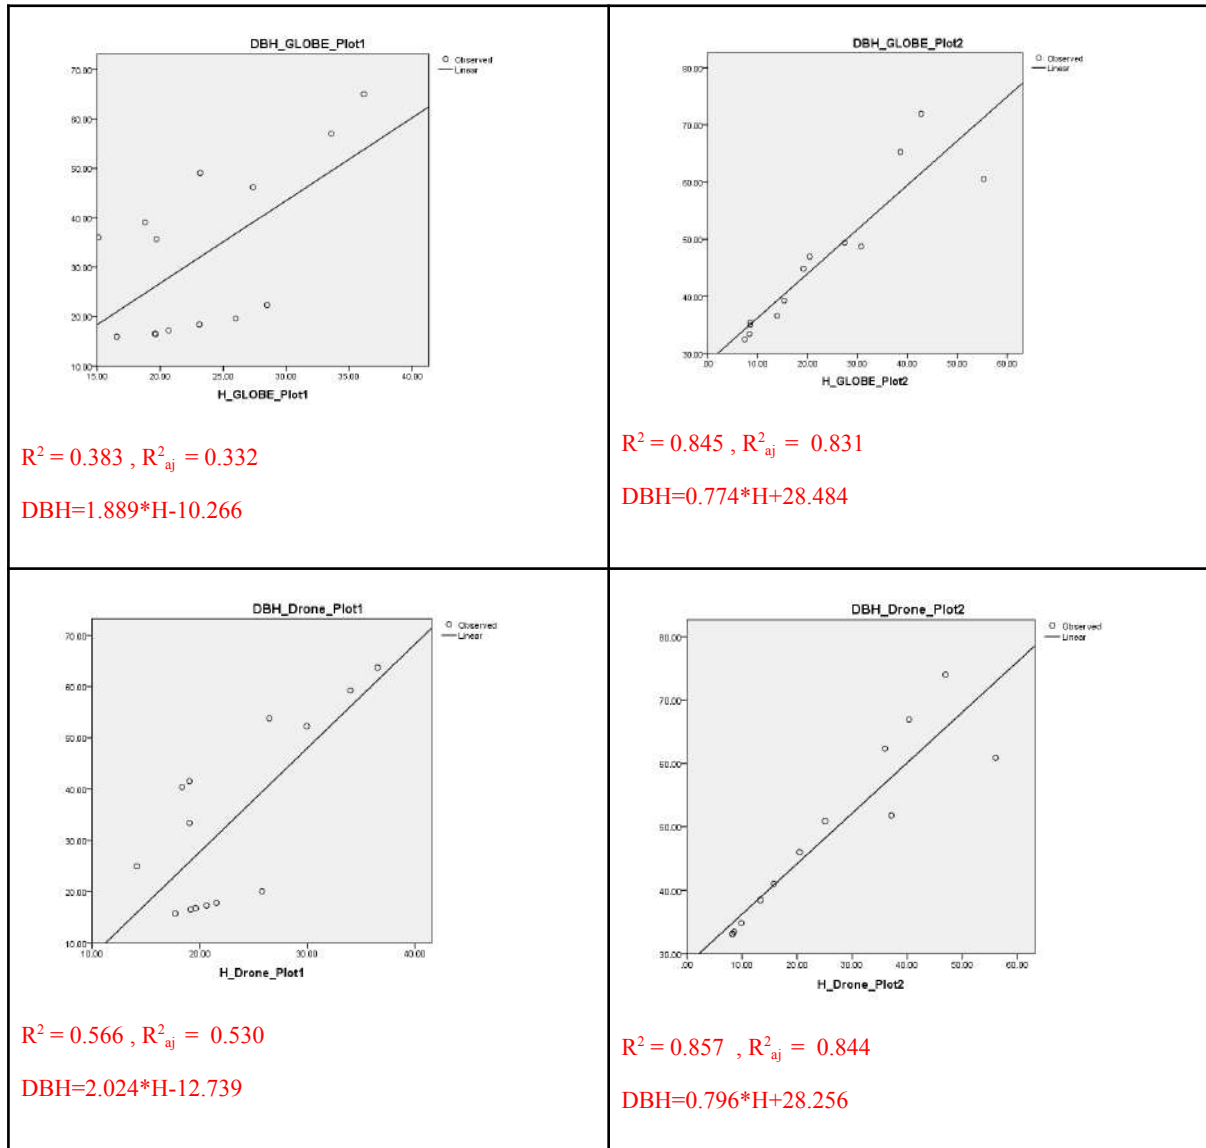 DBH_GLOBE_Plot1
Observed
Linear
70.00
60.00
50.00
40.00
30.00
20.00
10.00
15.00 20.00 25.00 30.00 35.00 40.00
H_GLOBE_Plot1
R² = 0.383 , R²aj = 0.332
DBH=1.889*H-10.266
DBH_GLOBE_Plot2
Observed
Linear
80.00
70.00
60.00
50.00
40.00
30.00
.00 10.00 20.00 30.00 40.00 50.00 60.00
H_GLOBE_Plot2
R² = 0.845 , R²aj = 0.831
DBH=0.774*H+28.484
DBH_Drone_Plot1
Observed
Linear
70.00
60.00
50.00
40.00
30.00
20.00
10.00
10.00 20.00 30.00 40.00
H_Drone_Plot1
R² = 0.566 , R²aj = 0.530
DBH=2.024*H-12.739
DBH_Drone_Plot2
Observed
Linear
80.00
70.00
60.00
50.00
40.00
30.00
.00 10.00 20.00 30.00 40.00 50.00 60.00
H_Drone_Plot2
R² = 0.857 , R²aj = 0.844
DBH=0.796*H+28.256